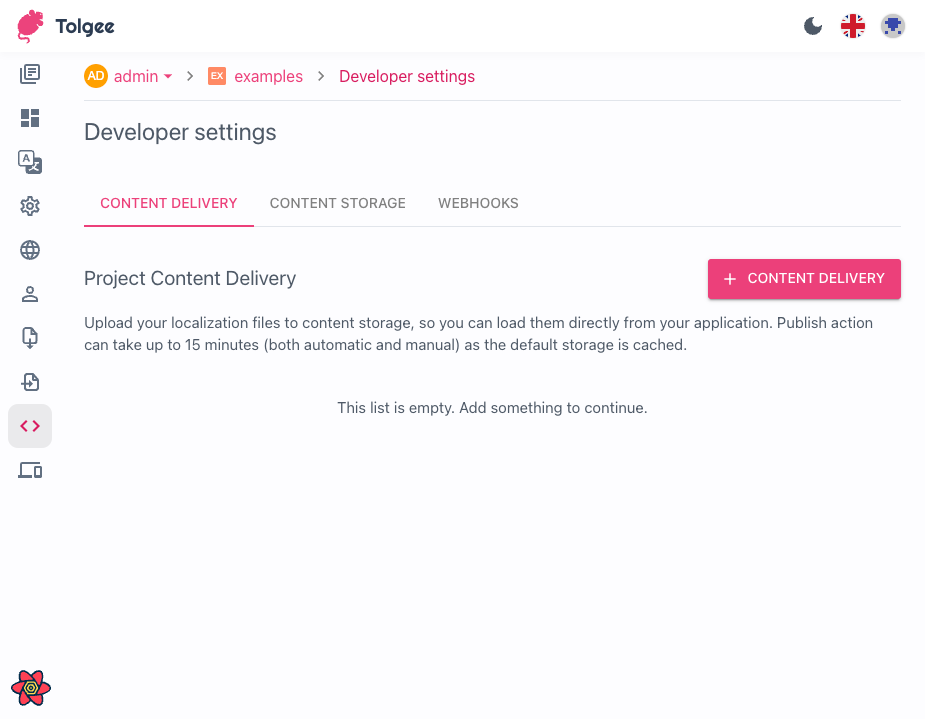 Tolgee
AD admin > EX examples > Developer settings
Developer settings
CONTENT DELIVERY CONTENT STORAGE WEBHOOKS
Project Content Delivery
+ CONTENT DELIVERY
Upload your localization files to content storage, so you can load them directly from your application. Publish action
can take up to 15 minutes (both automatic and manual) as the default storage is cached.
This list is empty. Add something to continue.